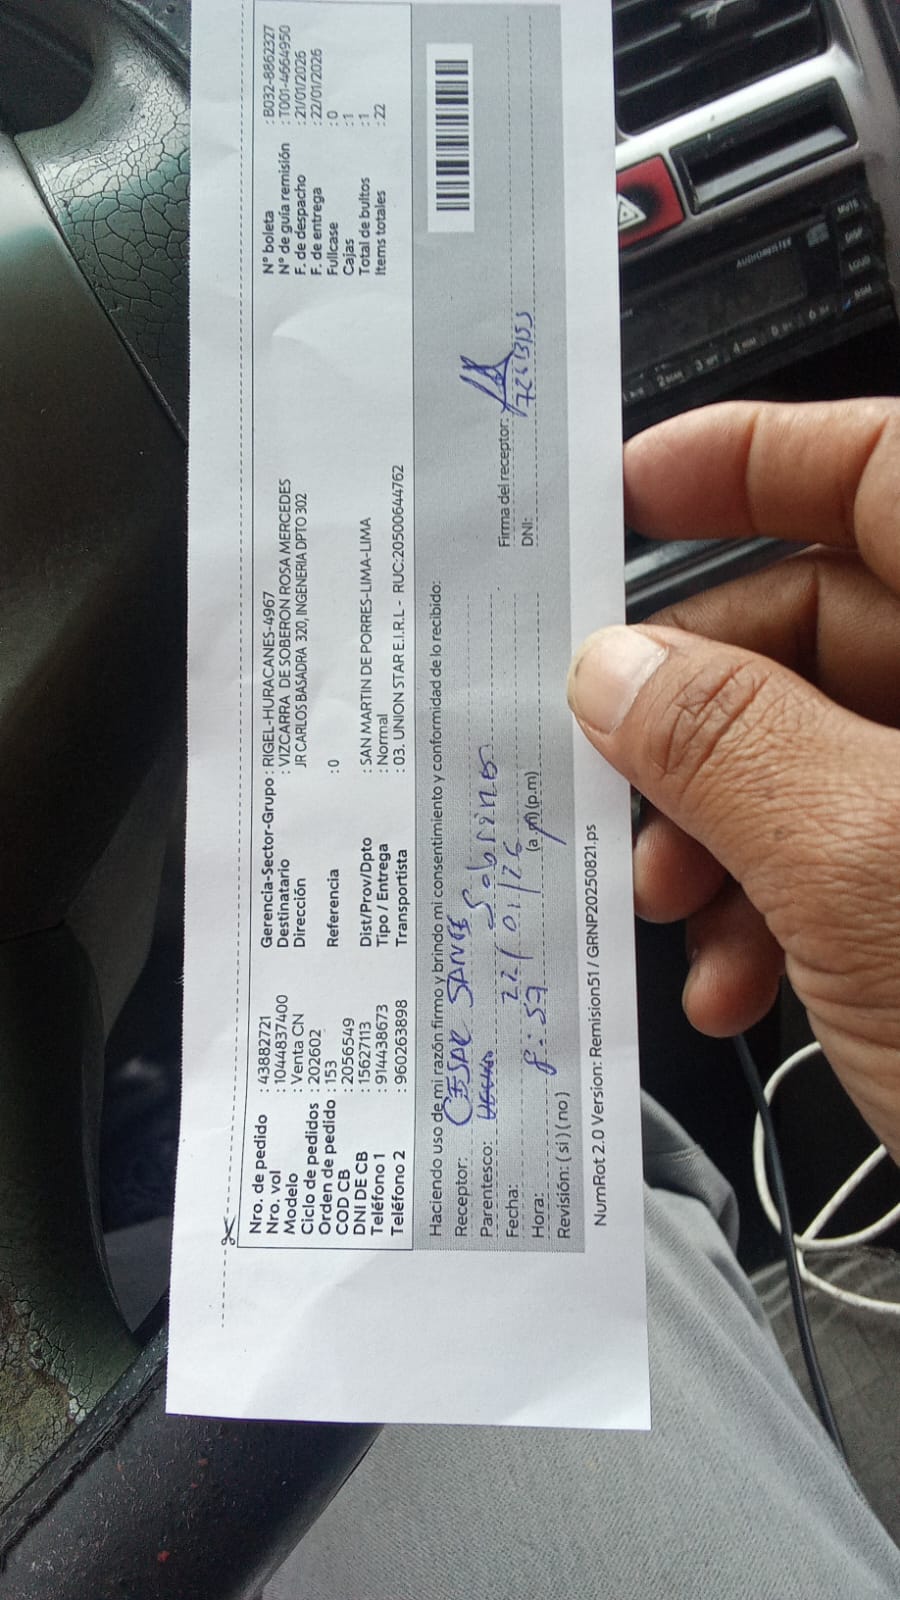 Nro. de pedido : 43882721
Nro. vol : 1044837400
Modelo : Venta CN
Ciclo de pedidos : 202602
Orden de pedido : 153
COD CB : 2056549
DNI DE CB : 15627113
Teléfono 1 : 914438673
Teléfono 2 : 960263898
Gerencia-Sector-Grupo : RIGEL-HURACANES-4967
Destinatario : VIZCARRA DE SOBERON ROSA MERCEDES
Dirección : JR CARLOS BASADRA 320, INGENERIA DPTO 302
Referencia : 0
Dist/Prov/Dpto : SAN MARTIN DE PORRES-LIMA-LIMA
Tipo / Entrega : Normal
Transportista : 03. UNION STAR E.I.R.L - RUC:20500644762
N° boleta : B032-8862327
N° de guía remisión : T001-4664950
F. de despacho : 21/01/2026
F. de entrega : 22/01/2026
Fullcase : 0
Cajas : 1
Total de bultos : 1
Items totales : 22
Haciendo uso de mi razón firmo y brindo mi consentimiento y conformidad de lo recibido:
Receptor: CESAR
Parentesco: Sobrino
Fecha: 22/01/26
Hora: 8:57 (a.m)(p.m)
Revisión: ( si ) ( no )
Firma del receptor:
DNI:
NumRot 2.0 Version: Remision51 / GRNP20250821.ps
AUDIOMASTER
MUTE
DISP
LOUD